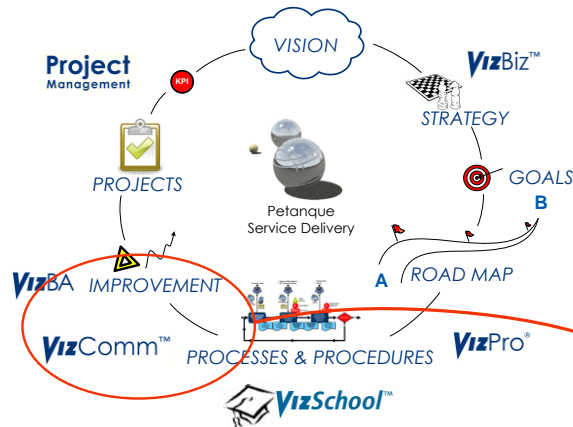 VISION
Project
Management
KPI
VIZBiz™
STRATEGY
GOALS
B
PROJECTS
Petanque
Service Delivery
A
ROAD MAP
VIZBA
IMPROVEMENT
VIZComm™
PROCESSES & PROCEDURES
VIZPro®
VIZSchool™